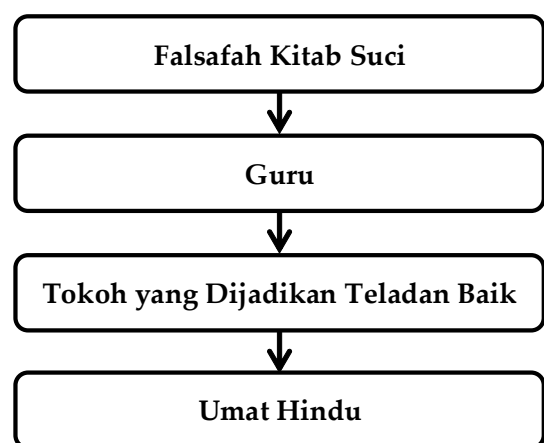 Falsafah Kitab Suci
Guru
Tokoh yang Dijadikan Teladan Baik
Umat Hindu